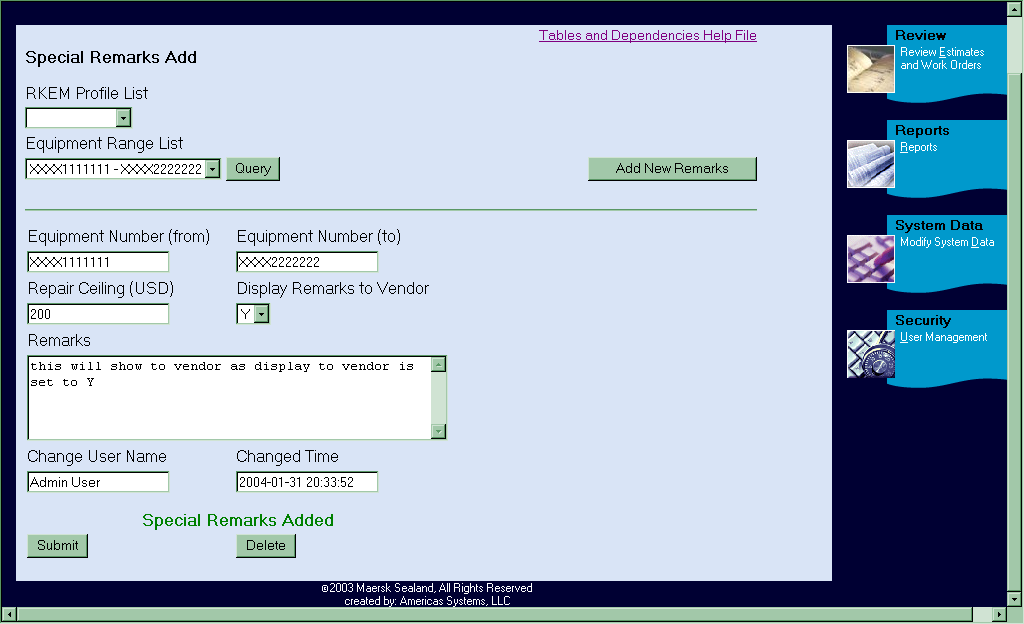 Tables and Dependencies Help File
Special Remarks Add
RKEM Profile List
Equipment Range List
XXXX1111111 - XXXX2222222
Query
Add New Remarks
Equipment Number (from)
Equipment Number (to)
XXXX1111111
XXXX2222222
Repair Ceiling (USD)
Display Remarks to Vendor
200
Y
Remarks
this will show to vendor as display to vendor is
set to Y
Change User Name
Changed Time
Admin User
2004-01-31 20:33:52
Special Remarks Added
Submit
Delete
©2003 Maersk Sealand, All Rights Reserved
created by: Americas Systems, LLC
Review
Review Estimates
and Work Orders
Reports
Reports
System Data
Modify System Data
Security
User Management